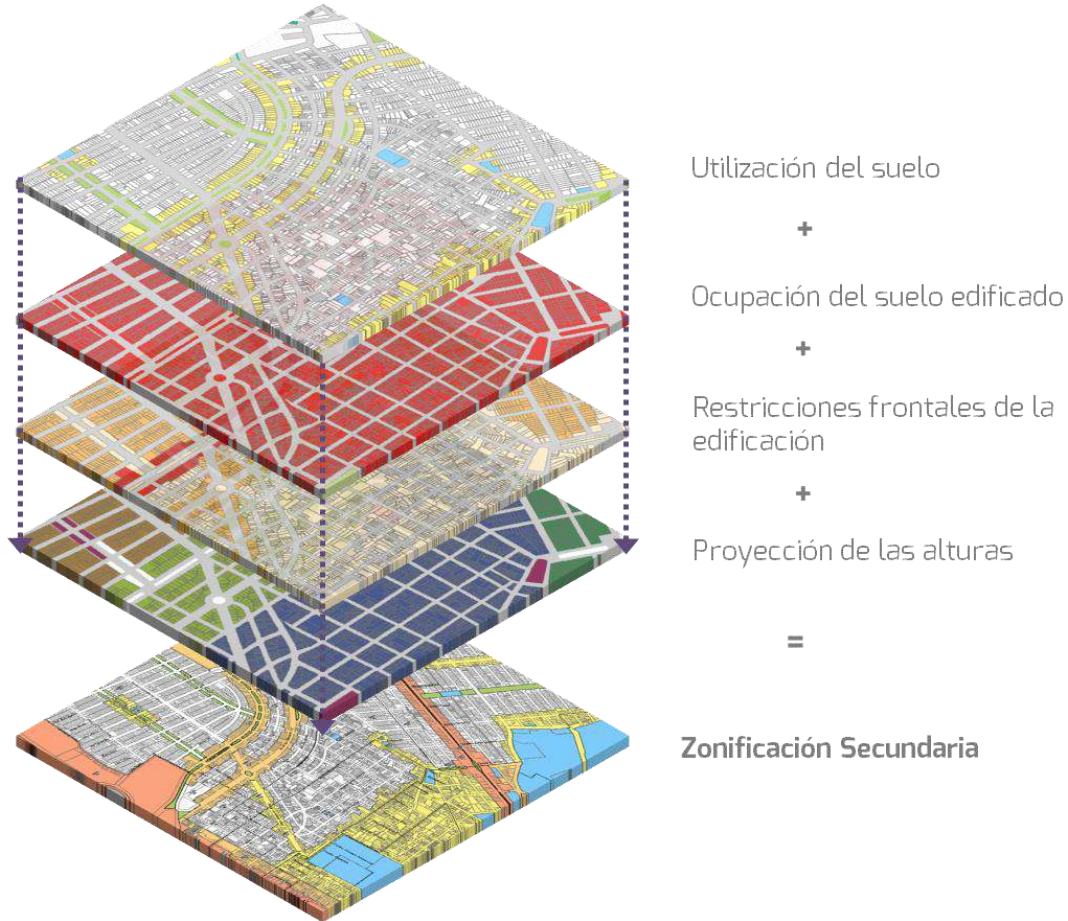 Utilización del suelo
+
Ocupación del suelo edificado
+
Restricciones frontales de la
edificación
+
Proyección de las alturas
=
Zonificación Secundaria